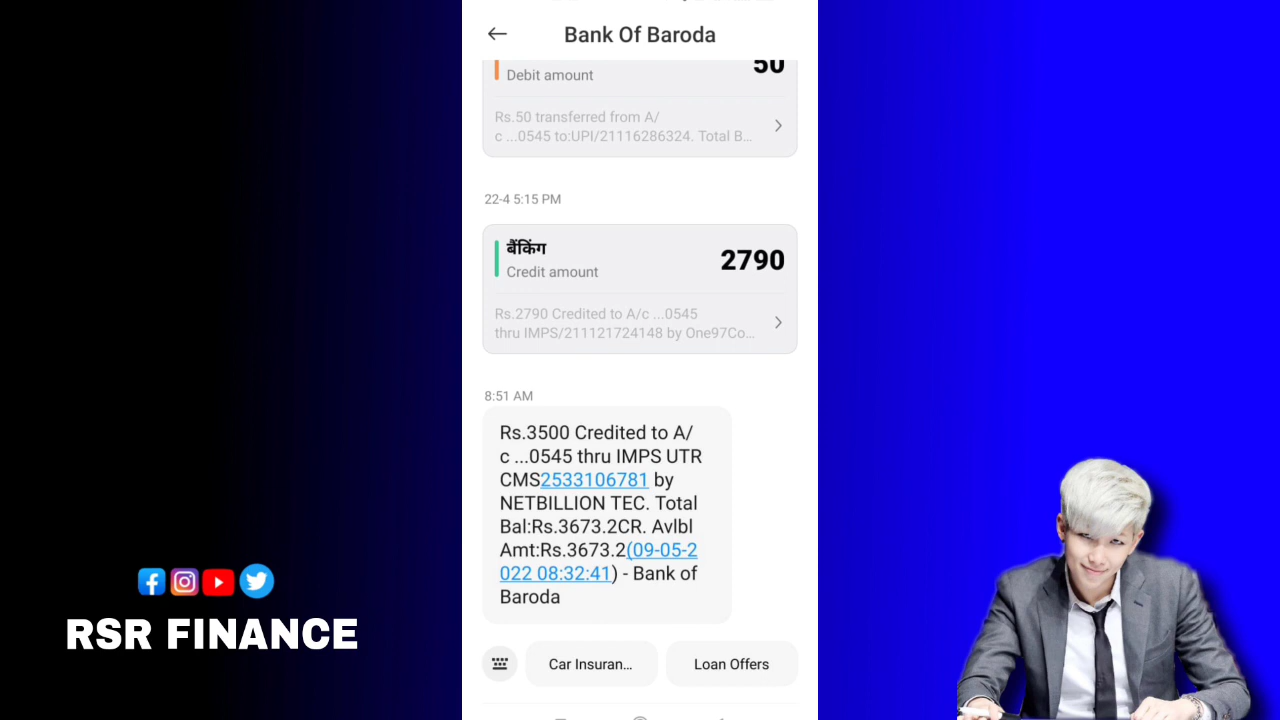 Bank Of Baroda
50
Debit amount
Rs.50 transferred from A/
c ...0545 to:UPI/21116286324. Total B...
22-4 5:15 PM
बैंकिंग
2790
Credit amount
Rs.2790 Credited to A/c ...0545
thru IMPS/211121724148 by One97Co...
8:51 AM
Rs.3500 Credited to A/
c ...0545 thru IMPS UTR
CMS2533106781 by
NETBILLION TEC. Total
Bal:Rs.3673.2CR. Avlbl
Amt:Rs.3673.2(09-05-2
022 08:32:41) - Bank of
Baroda
Car Insuran...
Loan Offers
RSR FINANCE